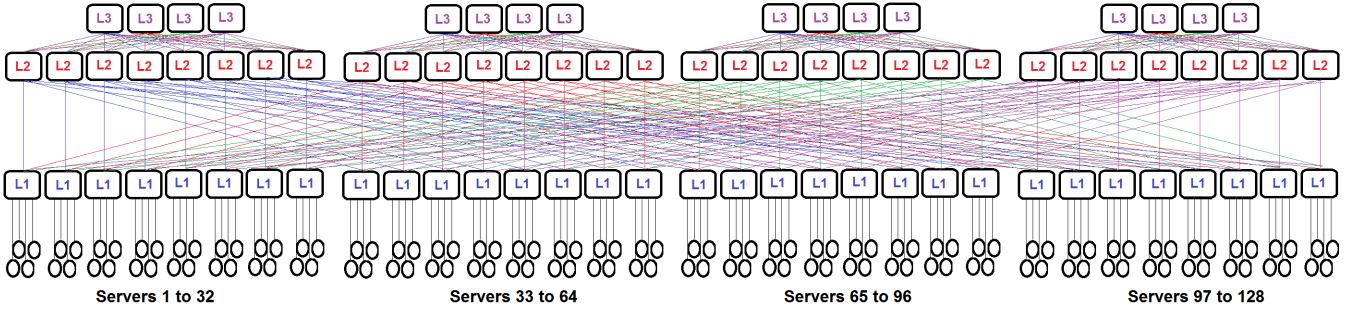 L3 L3 L3 L3 L3 L3 L3 L3 L3 L3 L3 L3 L3 L3 L3 L3
L2 L2 L2 L2 L2 L2 L2 L2 L2 L2 L2 L2 L2 L2 L2 L2 L2 L2 L2 L2 L2 L2 L2 L2 L2 L2 L2 L2 L2 L2 L2 L2
L1 L1 L1 L1 L1 L1 L1 L1 L1 L1 L1 L1 L1 L1 L1 L1 L1 L1 L1 L1 L1 L1 L1 L1 L1 L1 L1 L1 L1 L1 L1 L1
Servers 1 to 32 Servers 33 to 64 Servers 65 to 96 Servers 97 to 128